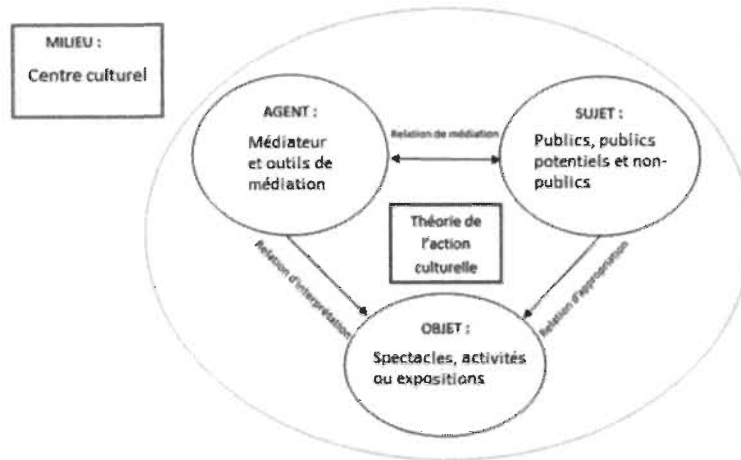 MILIEU :
Centre culturel
AGENT :
Médiateur
et outils de
médiation
Relation de médiation
SUJET :
Publics, publics
potentiels et non-
publics
Théorie de
l'action
culturelle
Relation d'interprétation
Relation d'appropriation
OBJET :
Spectacles, activités
ou expositions